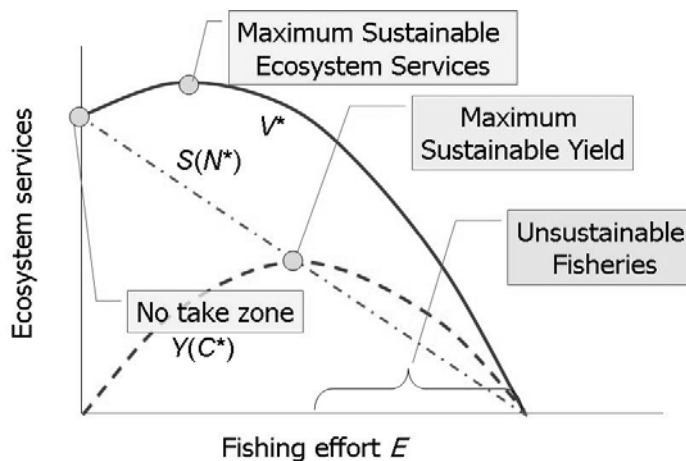 Maximum Sustainable
Ecosystem Services
V*
Maximum
Sustainable Yield
S(N*)
Unsustainable
Fisheries
No take zone
Y(C*)
Ecosystem services
Fishing effort E